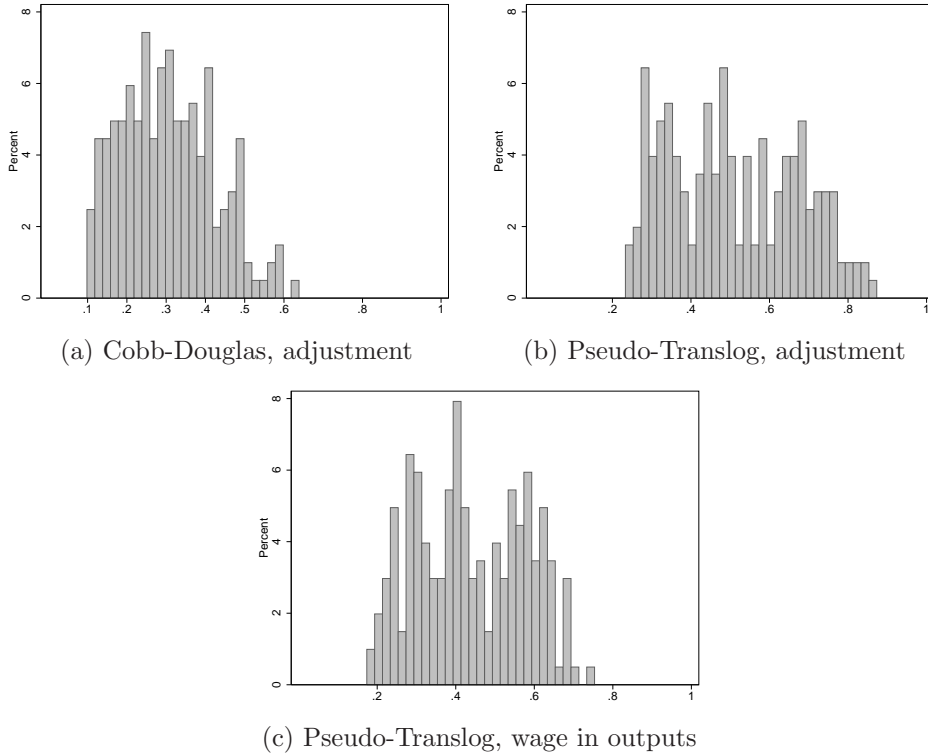 8
6
4
2
0
Percent
.1 .2 .3 .4 .5 .6 .8 1
(a) Cobb-Douglas, adjustment
8
6
4
2
0
Percent
.2 .4 .6 .8 1
(b) Pseudo-Translog, adjustment
8
6
4
2
0
Percent
.2 .4 .6 .8 1
(c) Pseudo-Translog, wage in outputs